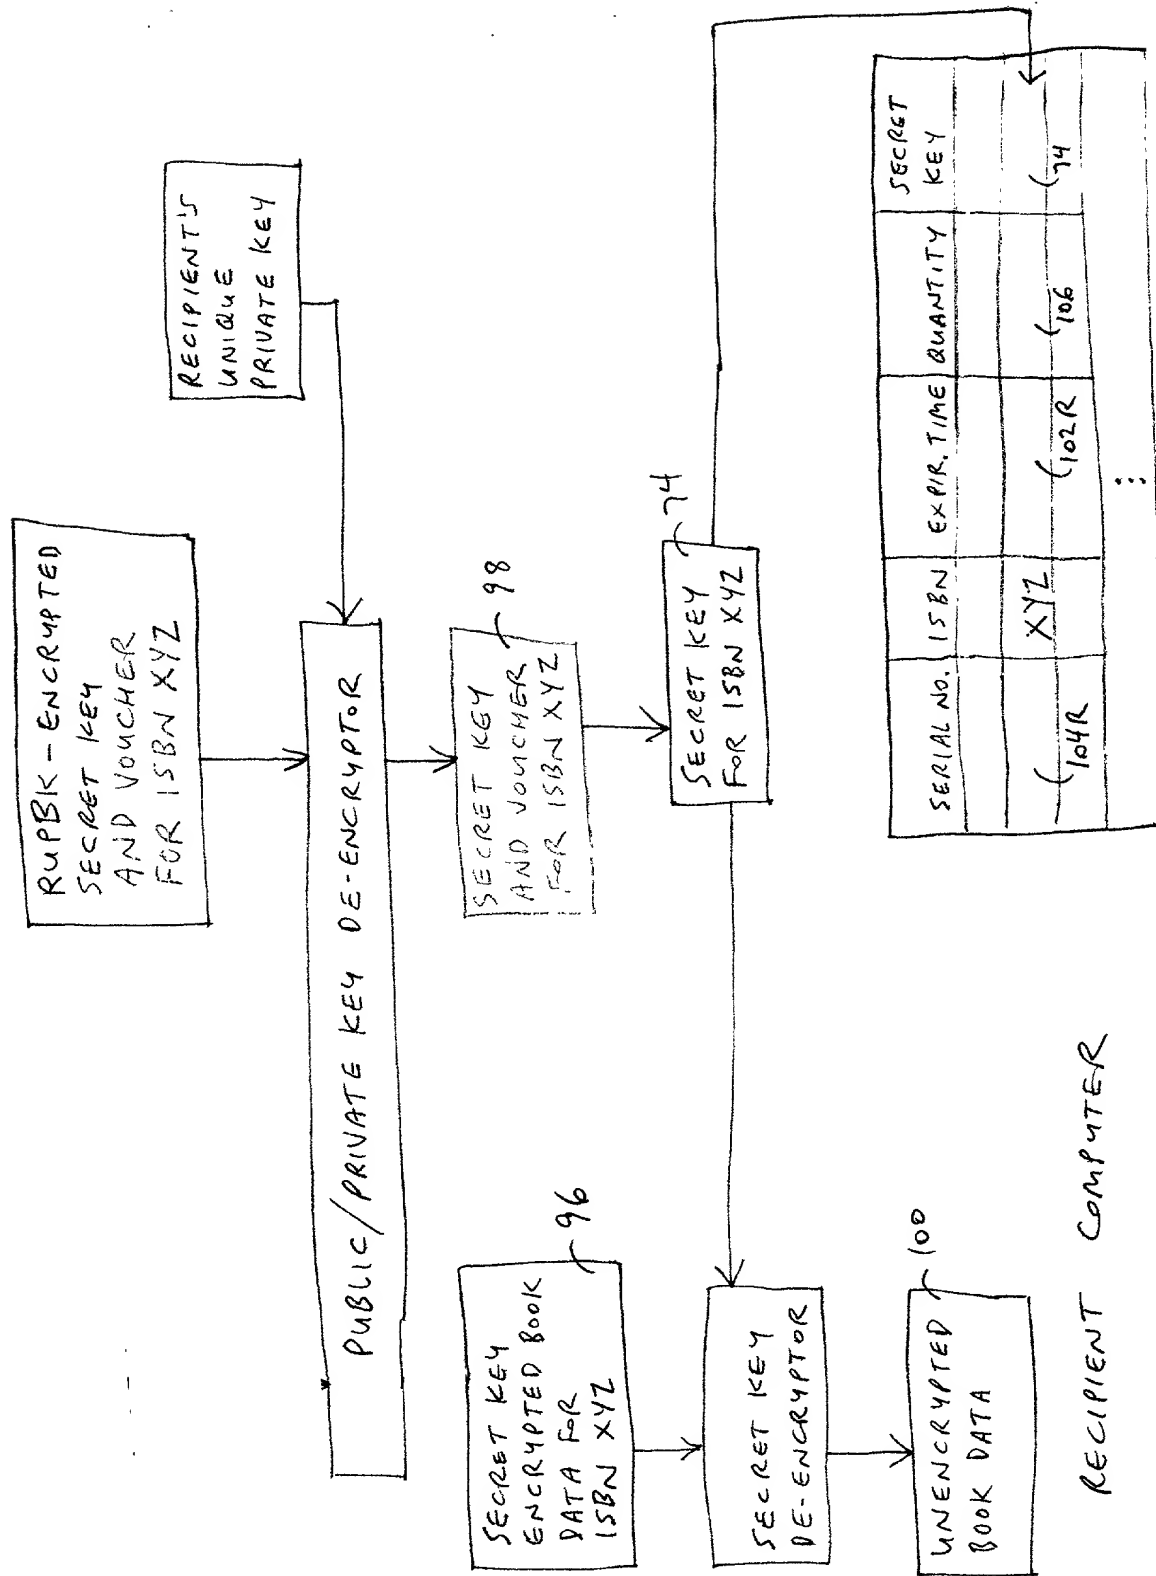 RUPBK-ENCRYPTED
SECRET KEY
AND VOUCHER
FOR ISBN XYZ
RECIPIENT'S
UNIQUE
PRIVATE KEY
PUBLIC/PRIVATE KEY DE-ENCRYPTOR
SECRET KEY
AND VOUCHER
FOR ISBN XYZ
98
SECRET KEY
ENCRYPTED BOOK
DATA FOR
ISBN XYZ
96
SECRET KEY
FOR ISBN XYZ
74
SECRET KEY
DE-ENCRYPTOR
UNENCRYPTED
BOOK DATA
100
SERIAL NO. ISBN EXPIR. TIME QUANTITY SECRET
KEY
XYZ
104R 102R 106 74
RECIPIENT COMPUTER